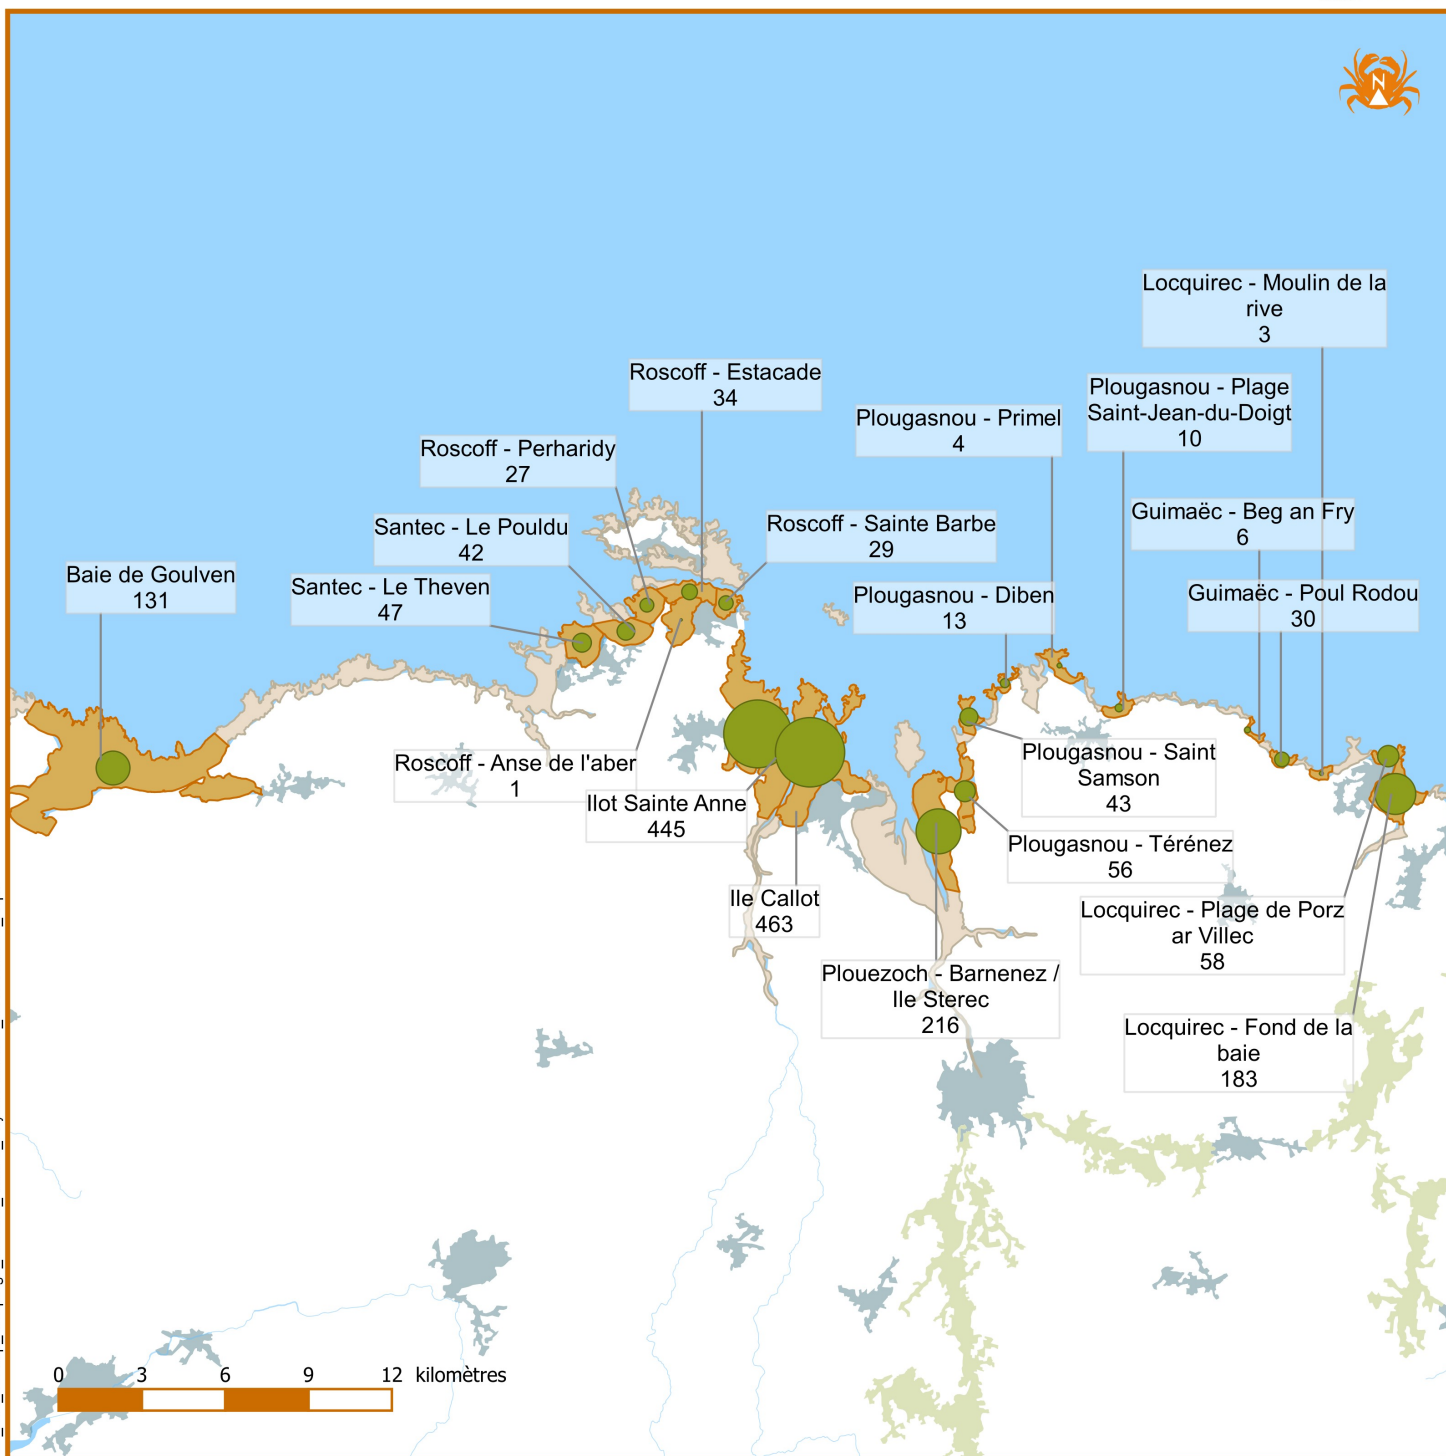 N
Locquirec - Moulin de la
rive
3
Roscoff - Estacade
34
Plougasnou - Plage
Saint-Jean-du-Doigt
10
Plougasnou - Primel
4
Roscoff - Perharidy
27
Guimaëc - Beg an Fry
6
Roscoff - Sainte Barbe
29
Santec - Le Pouldu
42
Baie de Goulven
131
Santec - Le Theven
47
Plougasnou - Diben
13
Guimaëc - Poul Rodou
30
Roscoff - Anse de l'aber
1
Plougasnou - Saint
Samson
43
Ilot Sainte Anne
445
Plougasnou - Térénez
56
Ile Callot
463
Locquirec - Plage de Porz
ar Villec
58
Plouezoch - Barnenez /
Ile Sterec
216
Locquirec - Fond de la
baie
183
0 3 6 9 12 kilomètres